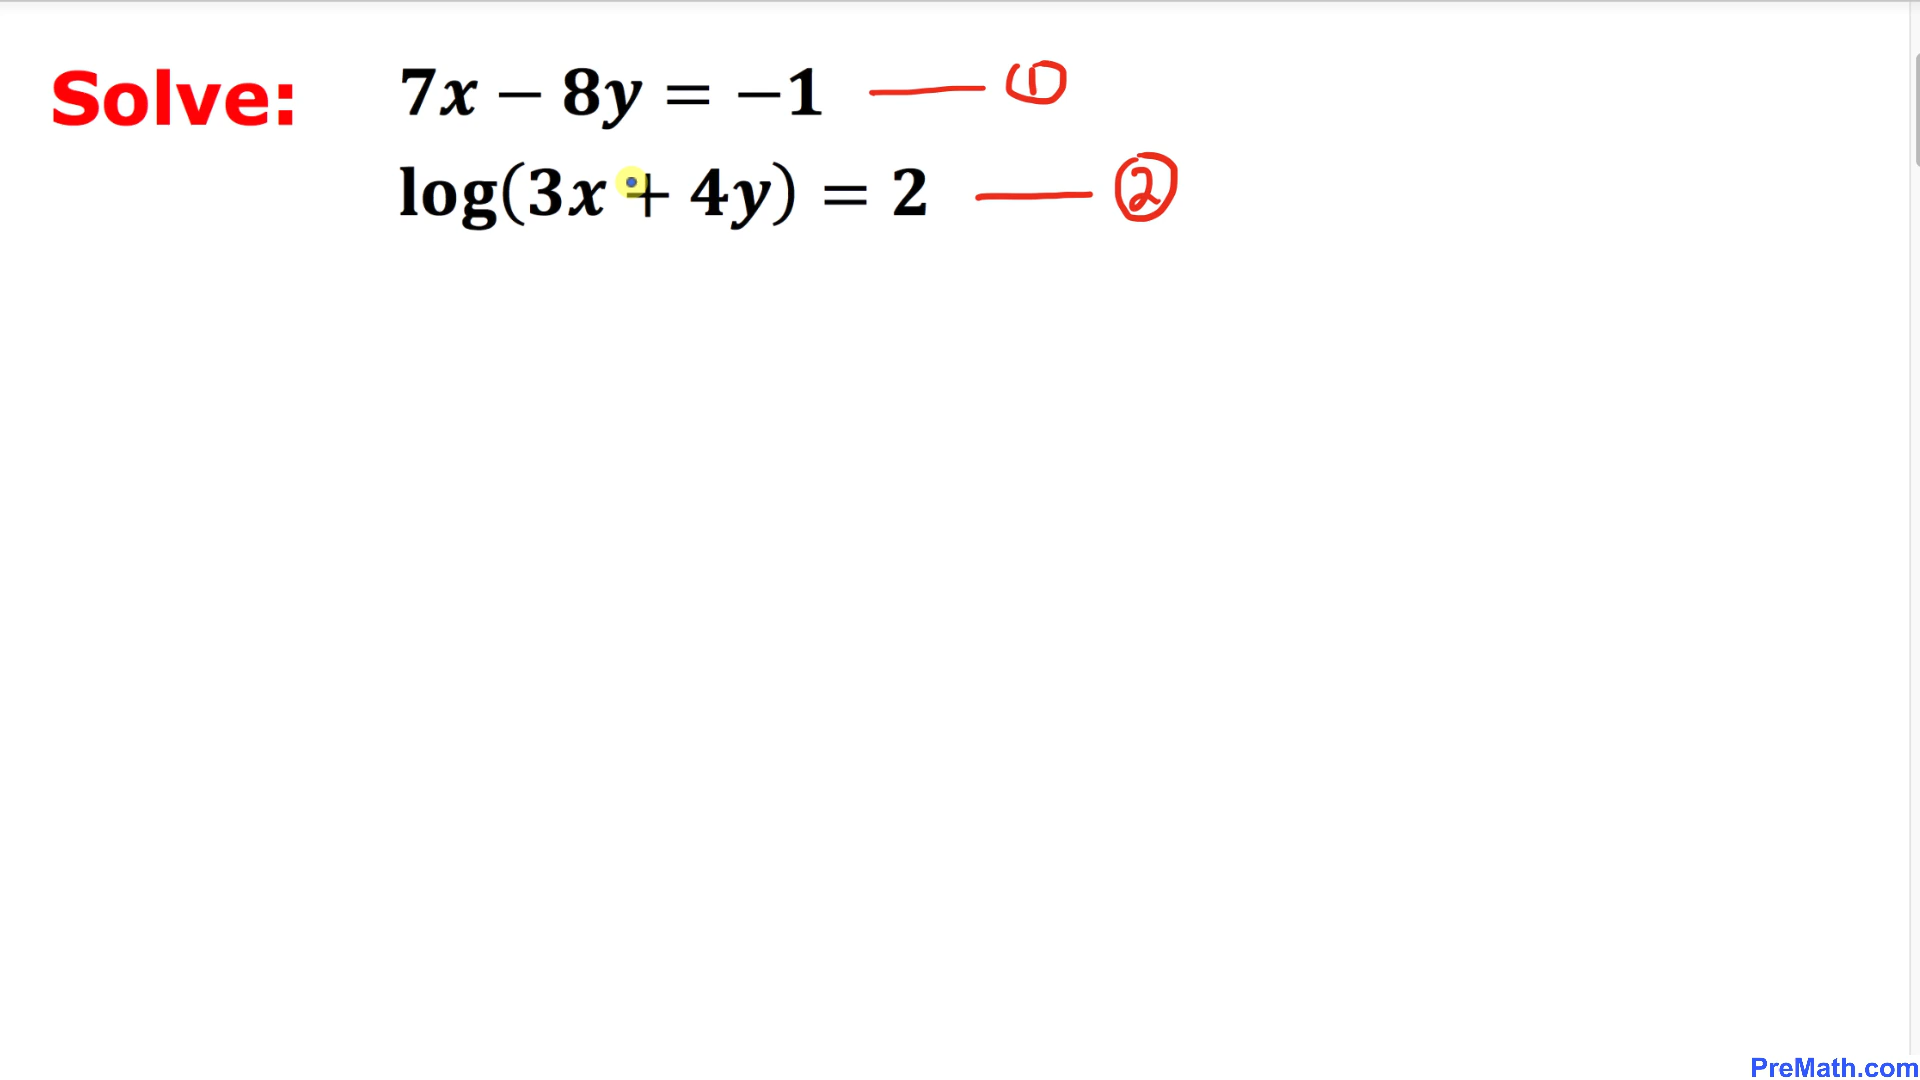 Solve: 7x − 8y = −1 —— ①
log(3x + 4y) = 2 —— ②
PreMath.com